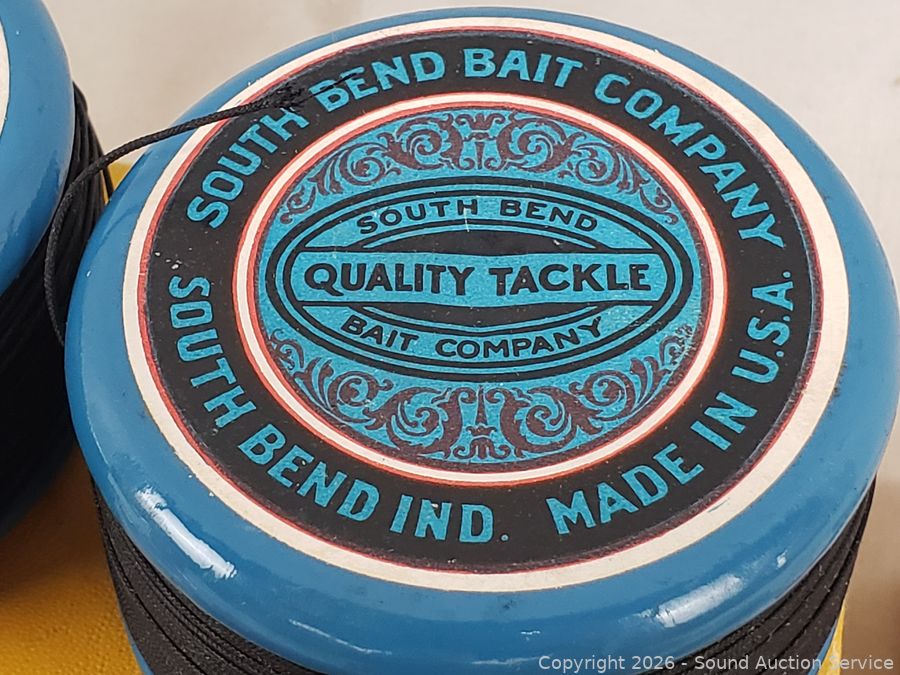 SOUTH BEND BAIT COMPANY
SOUTH BEND
QUALITY TACKLE
BAIT COMPANY
SOUTH BEND IND. MADE IN U.S.A.
Copyright 2026 - Sound Auction Service